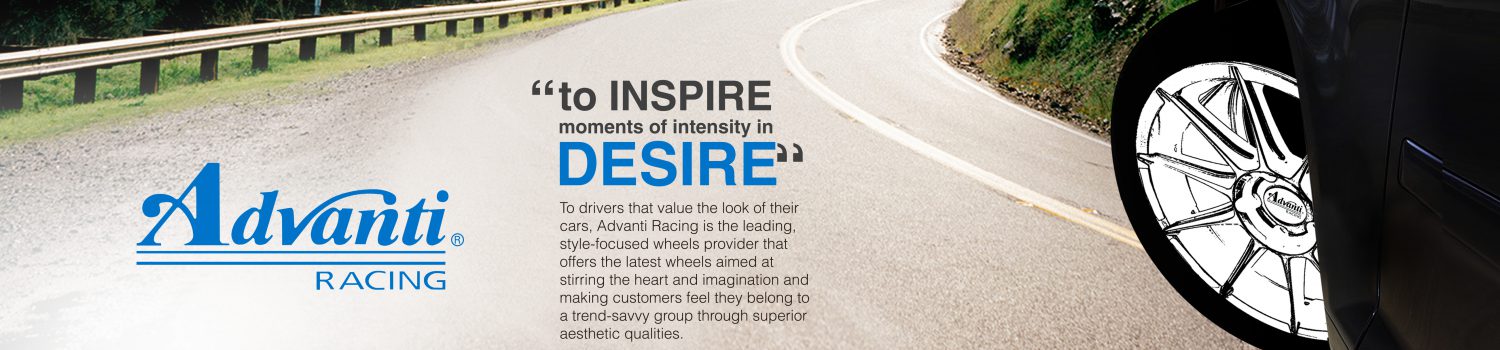 Advanti®
RACING
“to INSPIRE
moments of intensity in
DESIRE”
To drivers that value the look of their
cars, Advanti Racing is the leading,
style-focused wheels provider that
offers the latest wheels aimed at
stirring the heart and imagination and
making customers feel they belong to
a trend-savvy group through superior
aesthetic qualities.
Advanti